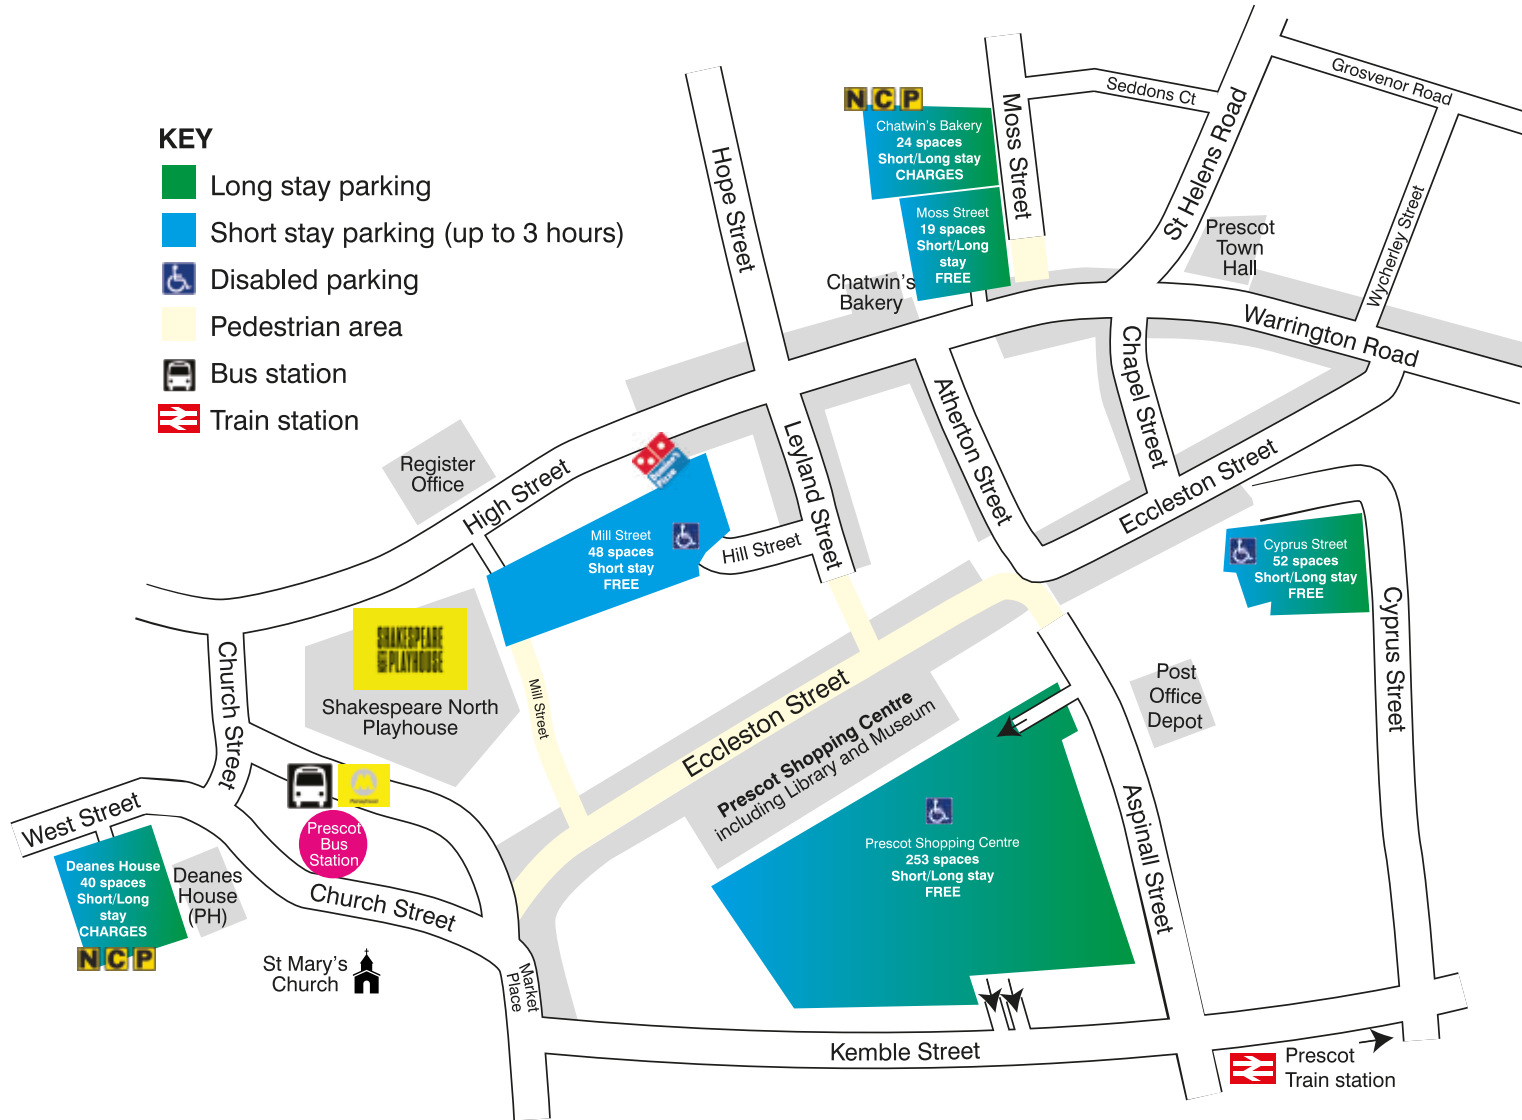 KEY
Long stay parking
Short stay parking (up to 3 hours)
Disabled parking
Pedestrian area
Bus station
Train station
NCP
Chatwin's Bakery
24 spaces
Short/Long stay
CHARGES
Moss Street
19 spaces
Short/Long
stay
FREE
Moss Street
Seddons Ct
St Helens Road
Grosvenor Road
Wycherley Street
Prescot
Town
Hall
Warrington Road
Hope Street
Chatwin's
Bakery
Chapel Street
Atherton Street
Leyland Street
Eccleston Street
Register
Office
High Street
Domino's
Pizza
Mill Street
48 spaces
Short stay
FREE
Hill Street
Cyprus Street
52 spaces
Short/Long stay
FREE
Cyprus Street
SHAKESPEARE
PLAYHOUSE
Shakespeare North
Playhouse
Mill Street
Eccleston Street
Prescot Shopping Centre
including Library and Museum
Post
Office
Depot
Church Street
Prescot
Bus
Station
West Street
Deanes House
40 spaces
Short/Long
stay
CHARGES
NCP
Deanes
House
(PH)
Church Street
St Mary's
Church
Market
Place
Prescot Shopping Centre
253 spaces
Short/Long stay
FREE
Aspinall Street
Kemble Street
Prescot
Train station